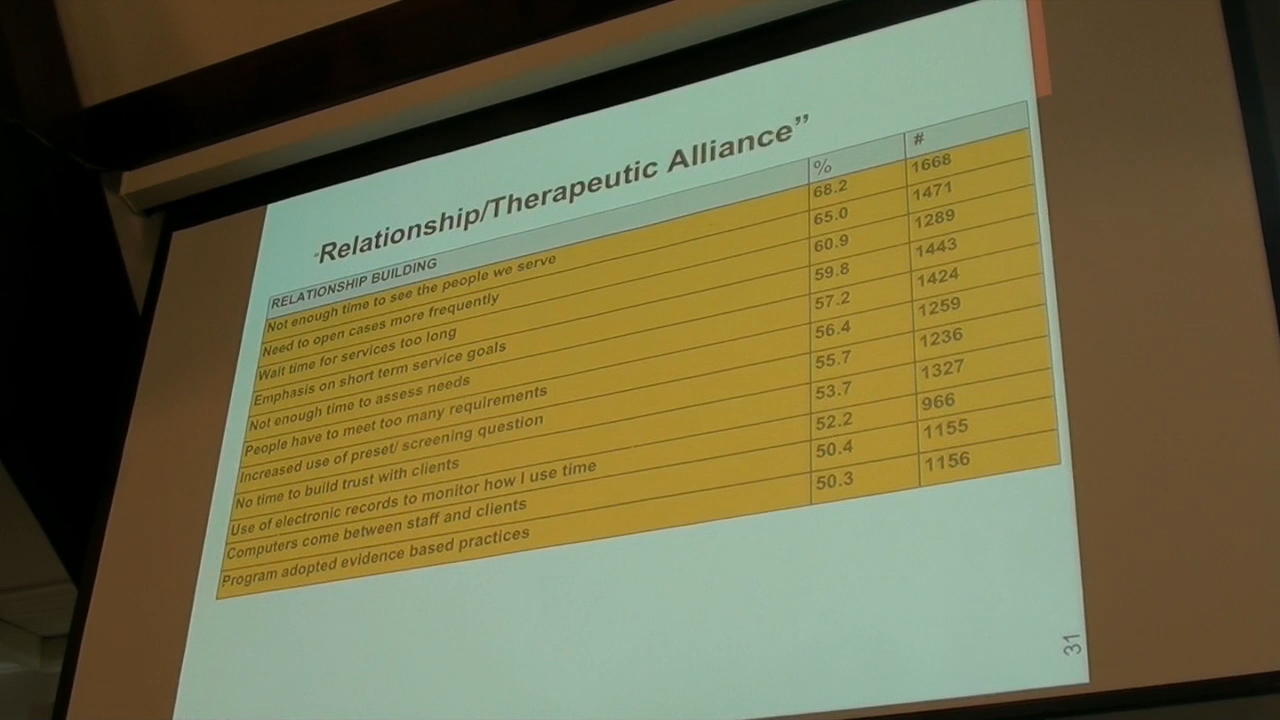 "Relationship/Therapeutic Alliance”
RELATIONSHIP BUILDING % #
Not enough time to see the people we serve 68.2 1668
Need to open cases more frequently 65.0 1471
Wait time for services too long 60.9 1289
Emphasis on short term service goals 59.8 1443
Not enough time to assess needs 57.2 1424
People have to meet too many requirements 56.4 1259
Increased use of preset/ screening question 55.7 1236
No time to build trust with clients 53.7 1327
Use of electronic records to monitor how I use time 52.2 966
Computers come between staff and clients 50.4 1155
Program adopted evidence based practices 50.3 1156
31